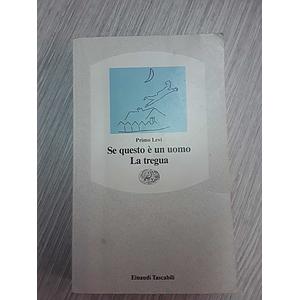 Primo Levi
Se questo è un uomo
La tregua
Einaudi Tascabili